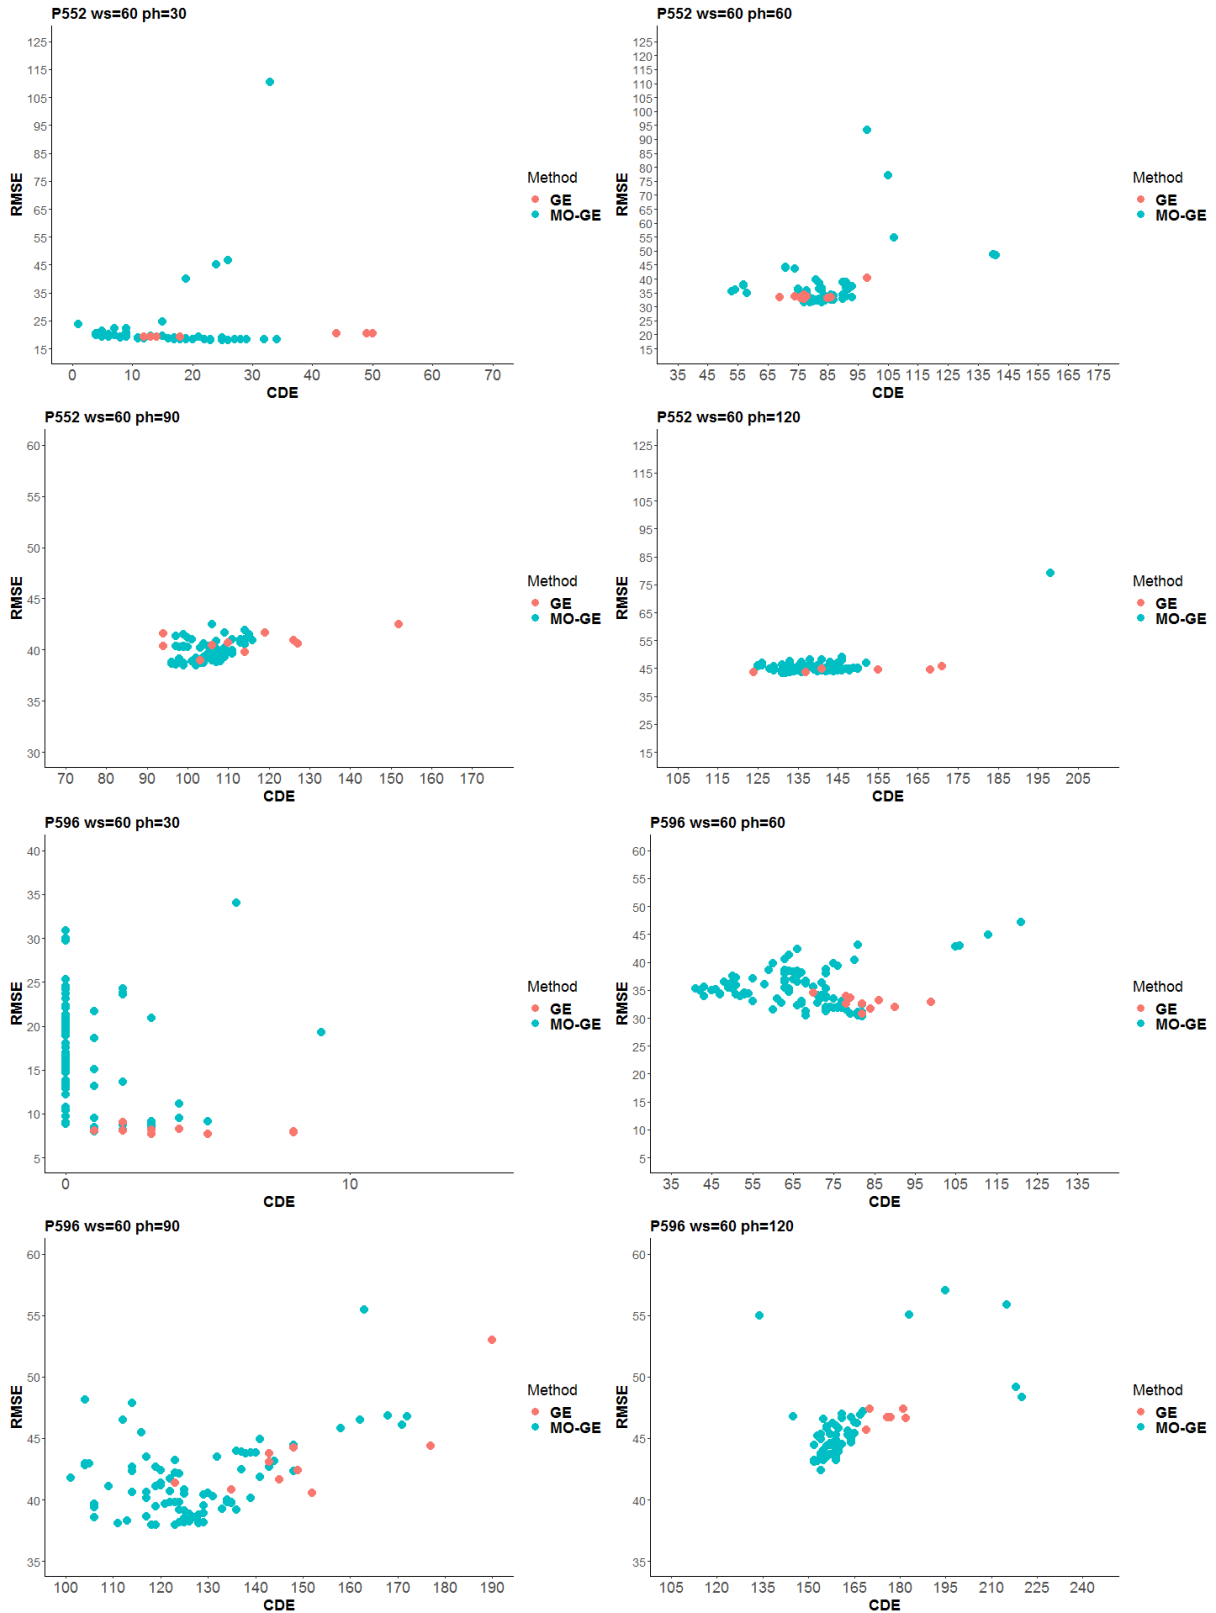 P552 ws=60 ph=30
125
115
105
95
85
75
65
55
45
35
25
15
RMSE
0 10 20 30 40 50 60 70
CDE
Method
GE
MO-GE
P552 ws=60 ph=60
125
120
115
110
105
100
95
90
85
80
75
70
65
60
55
50
45
40
35
30
25
20
15
RMSE
35 45 55 65 75 85 95 105 115 125 135 145 155 165 175
CDE
Method
GE
MO-GE
P552 ws=60 ph=90
60
55
50
45
40
35
30
RMSE
70 80 90 100 110 120 130 140 150 160 170
CDE
Method
GE
MO-GE
P552 ws=60 ph=120
125
115
105
95
85
75
65
55
45
35
25
15
RMSE
105 115 125 135 145 155 165 175 185 195 205
CDE
Method
GE
MO-GE
P596 ws=60 ph=30
40
35
30
25
20
15
10
5
RMSE
0 10
CDE
Method
GE
MO-GE
P596 ws=60 ph=60
60
55
50
45
40
35
30
25
20
15
10
5
RMSE
35 45 55 65 75 85 95 105 115 125 135
CDE
Method
GE
MO-GE
P596 ws=60 ph=90
60
55
50
45
40
35
RMSE
100 110 120 130 140 150 160 170 180 190
CDE
Method
GE
MO-GE
P596 ws=60 ph=120
60
55
50
45
40
35
RMSE
105 120 135 150 165 180 195 210 225 240
CDE
Method
GE
MO-GE